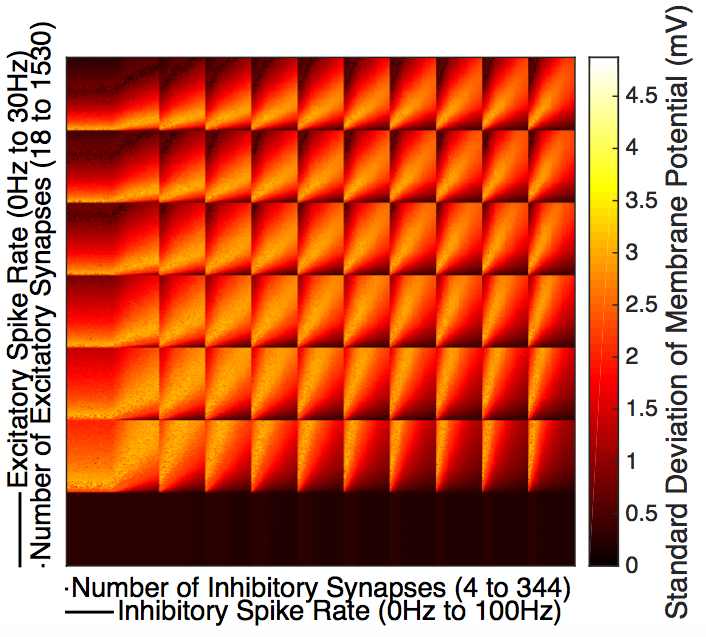 Excitatory Spike Rate (0Hz to 30Hz)
Number of Excitatory Synapses (18 to 1530)
4.5
4
3.5
3
2.5
2
1.5
1
0.5
0
Standard Deviation of Membrane Potential (mV)
Number of Inhibitory Synapses (4 to 344)
Inhibitory Spike Rate (0Hz to 100Hz)